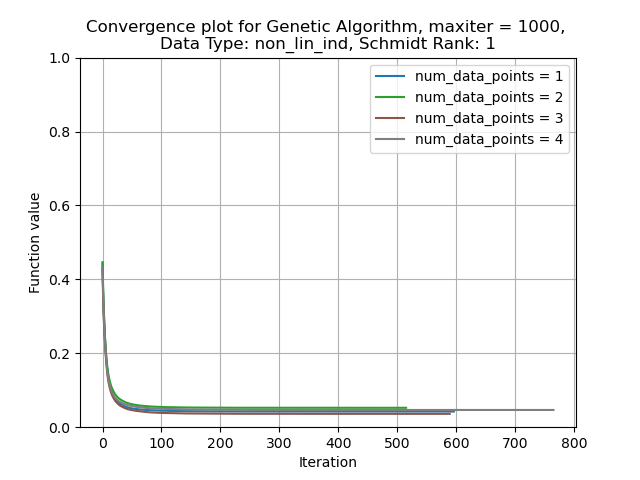 Convergence plot for Genetic Algorithm, maxiter = 1000,
Data Type: non_lin_ind, Schmidt Rank: 1
num_data_points = 1
num_data_points = 2
num_data_points = 3
num_data_points = 4
Function value
1.0
0.8
0.6
0.4
0.2
0.0
0 100 200 300 400 500 600 700 800
Iteration